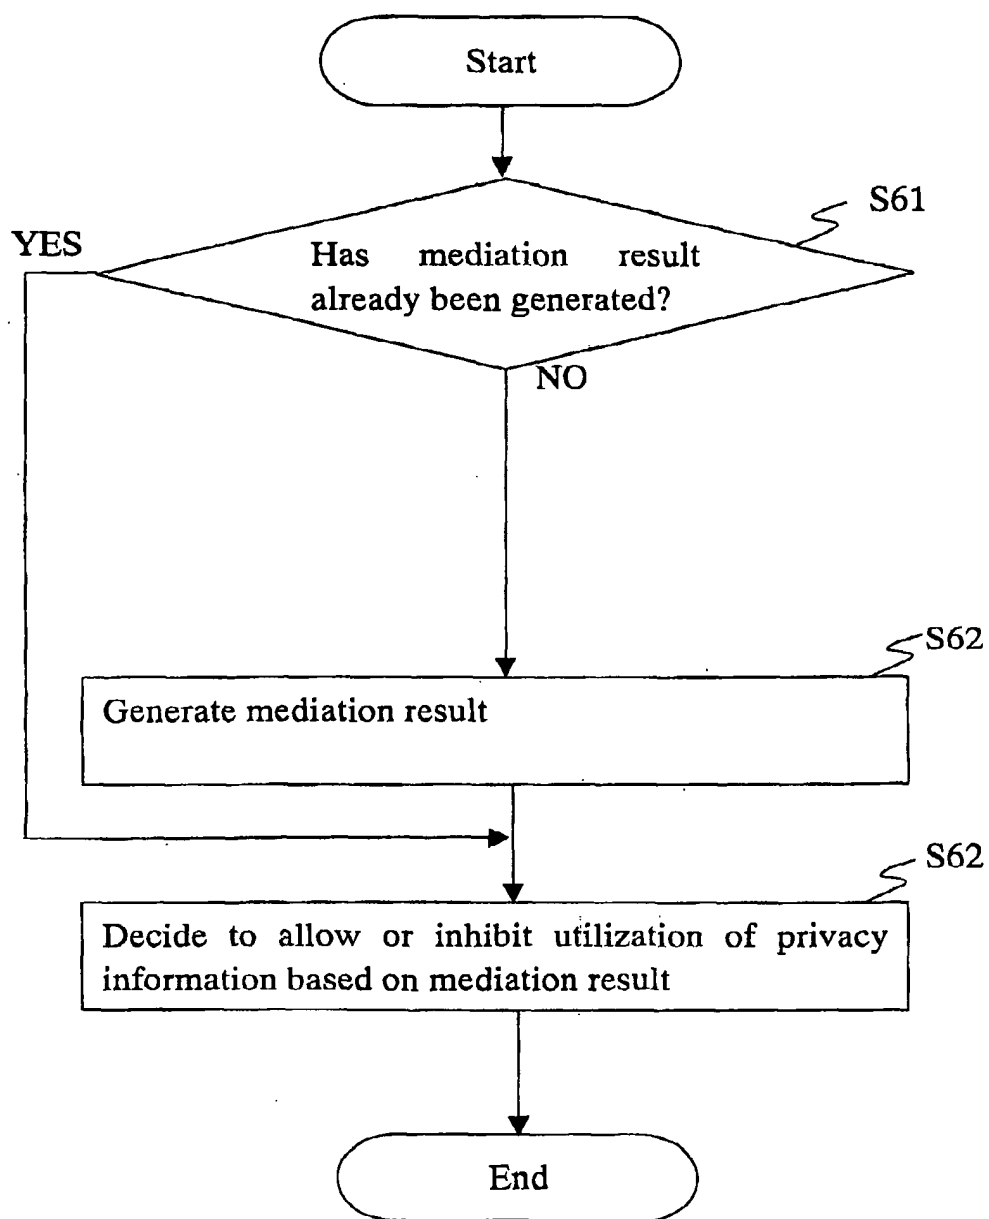 Start
S61
YES
Has mediation result
already been generated?
NO
S62
Generate mediation result
S62
Decide to allow or inhibit utilization of privacy
information based on mediation result
End